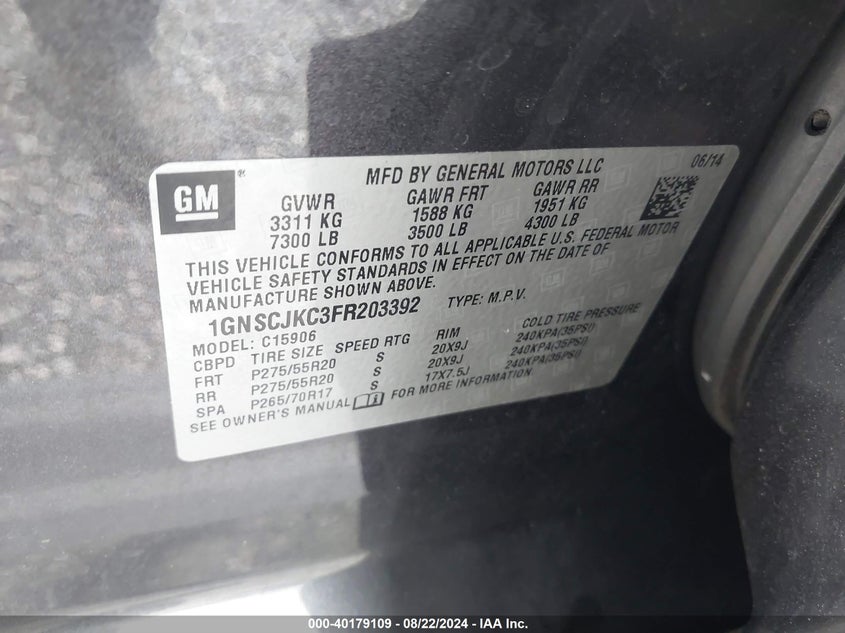 GM®
MFD BY GENERAL MOTORS LLC 06/14
GVWR GAWR FRT GAWR RR
3311 KG 1588 KG 1951 KG
7300 LB 3500 LB 4300 LB
THIS VEHICLE CONFORMS TO ALL APPLICABLE U.S. FEDERAL MOTOR
VEHICLE SAFETY STANDARDS IN EFFECT ON THE DATE OF
MANUFACTURE SHOWN ABOVE.
1GNSCJKC3FR203392 TYPE: M.P.V.
MODEL: C15906
CBPD TIRE SIZE SPEED RTG RIM COLD TIRE PRESSURE
FRT P275/55R20 S 20X9J 240KPA(35PSI)
RR P275/55R20 S 20X9J 240KPA(35PSI)
SPA P265/70R17 S 17X7.5J 240KPA(35PSI)
SEE OWNER'S MANUAL FOR MORE INFORMATION
000-40179109 - 08/22/2024 - IAA Inc.